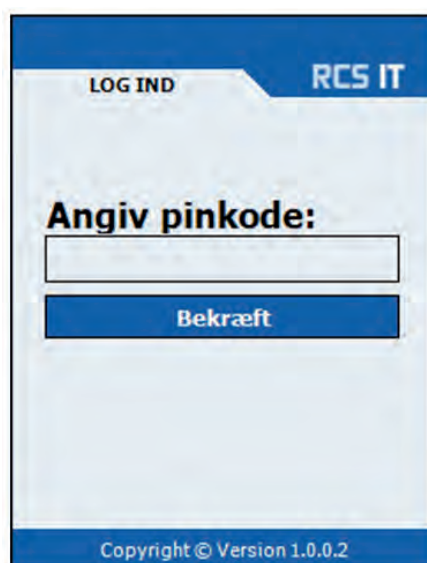 RCS IT
LOG IND
Angiv pinkode:
Bekræft
Copyright © Version 1.0.0.2